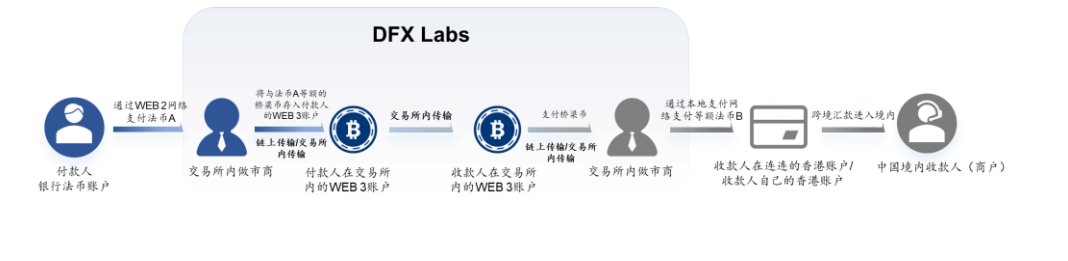 DFX Labs
通过WEB 2网络
支付法币A
将与法币A等额的
桥梁币存入付款人
的WEB 3账户
链上传输/交易所
内传输
交易所内传输
支付桥梁币
链上传输/交易所
内传输
通过本地支付网
络支付等额法币B
跨境汇款进入境内
付款人
银行法币账户
交易所内做市商
付款人在交易所
内的WEB 3账户
收款人在交易所
内的WEB 3账户
交易所内做市商
收款人在连连的香港账户/
收款人自己的香港账户
中国境内收款人（商户）